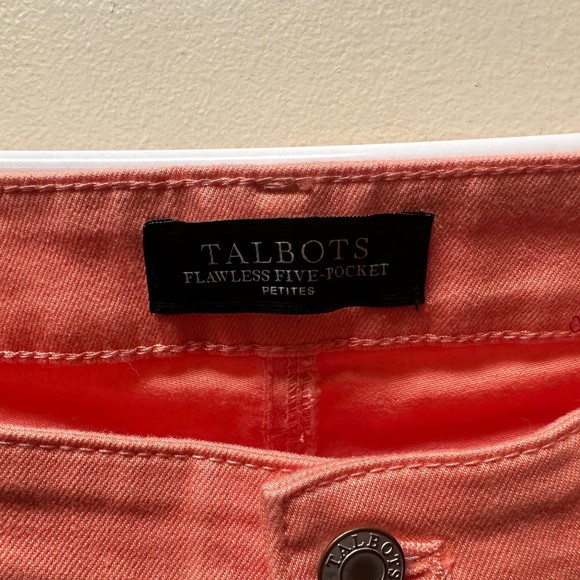 TALBOTS
FLAWLESS FIVE-POCKET
PETITES
TALBOTS